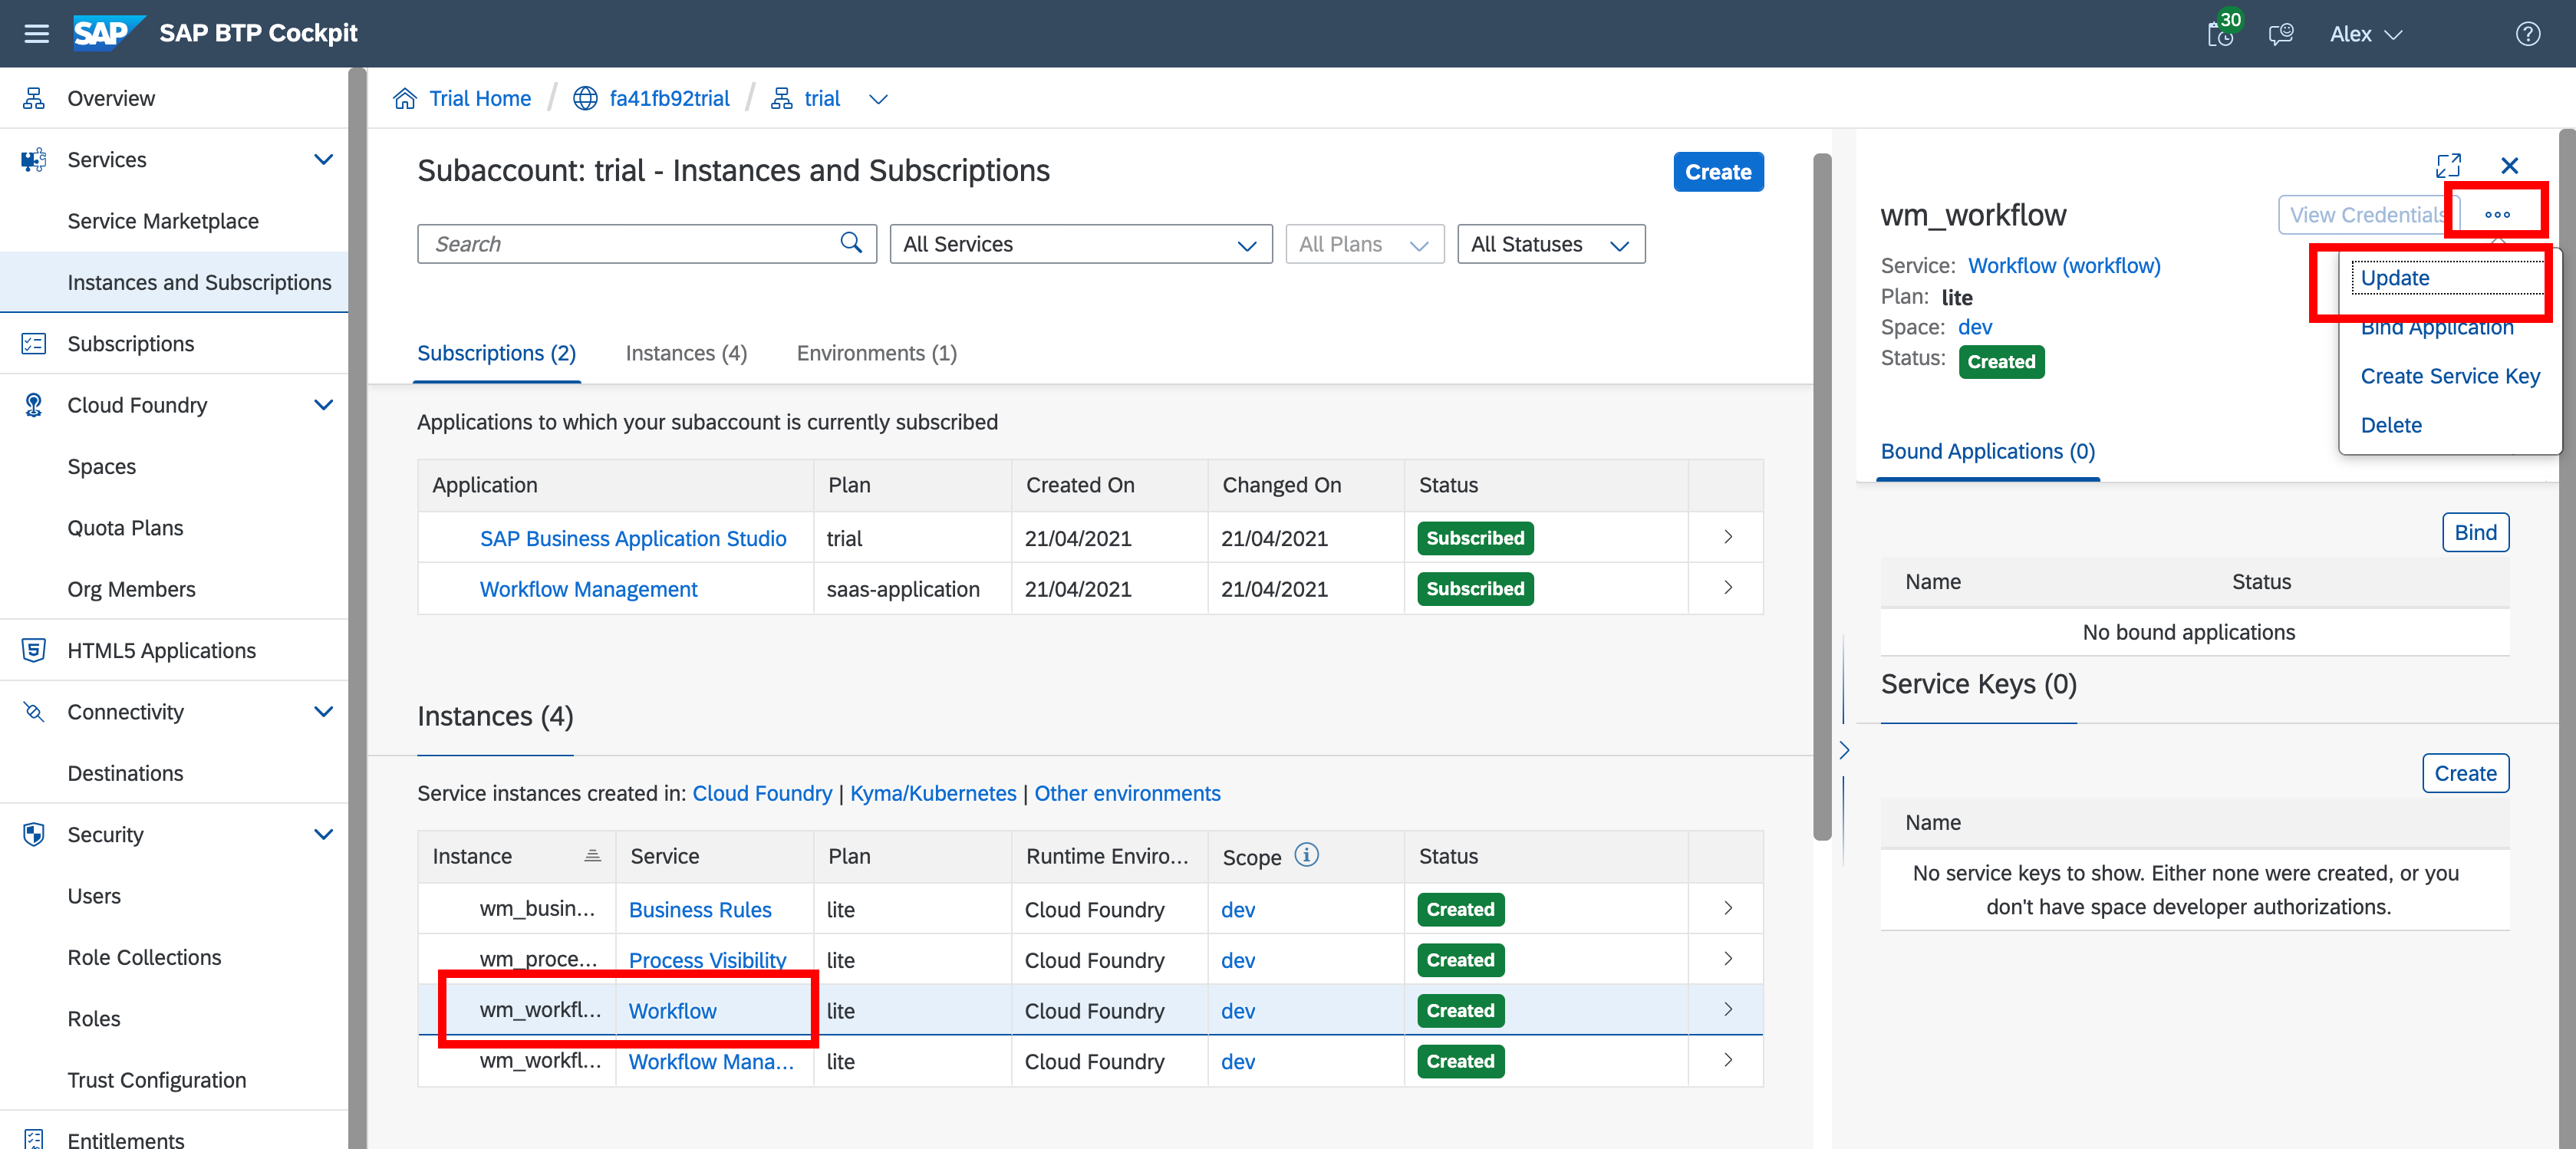 SAP SAP BTP Cockpit
30
Alex
Overview
Services
Service Marketplace
Instances and Subscriptions
Subscriptions
Cloud Foundry
Spaces
Quota Plans
Org Members
HTML5 Applications
Connectivity
Destinations
Security
Users
Role Collections
Roles
Trust Configuration
Entitlements
Trial Home / fa41fb92trial / trial
Subaccount: trial - Instances and Subscriptions
Create
Search
All Services
All Plans
All Statuses
Subscriptions (2) Instances (4) Environments (1)
Applications to which your subaccount is currently subscribed
Application Plan Created On Changed On Status
SAP Business Application Studio trial 21/04/2021 21/04/2021 Subscribed
Workflow Management saas-application 21/04/2021 21/04/2021 Subscribed
Instances (4)
Service instances created in: Cloud Foundry | Kyma/Kubernetes | Other environments
Instance Service Plan Runtime Enviro... Scope Status
wm_busin... Business Rules lite Cloud Foundry dev Created
wm_proce... Process Visibility lite Cloud Foundry dev Created
wm_workfl... Workflow lite Cloud Foundry dev Created
wm_workfl... Workflow Mana... lite Cloud Foundry dev Created
wm_workflow
View Credentials
Service: Workflow (workflow)
Plan: lite
Space: dev
Status: Created
Update
Bind Application
Create Service Key
Delete
Bound Applications (0)
Bind
Name Status
No bound applications
Service Keys (0)
Create
Name
No service keys to show. Either none were created, or you
don't have space developer authorizations.